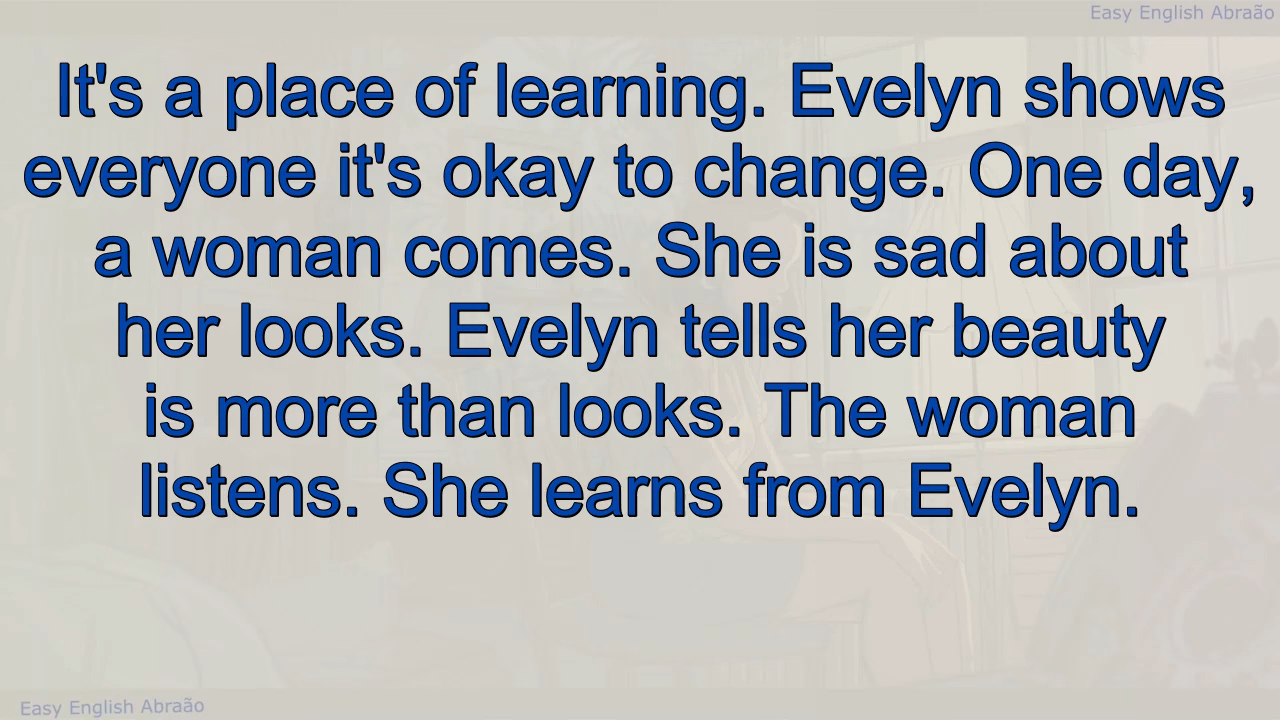 Easy English Abraão
It's a place of learning. Evelyn shows
everyone it's okay to change. One day,
a woman comes. She is sad about
her looks. Evelyn tells her beauty
is more than looks. The woman
listens. She learns from Evelyn.
Easy English Abraão